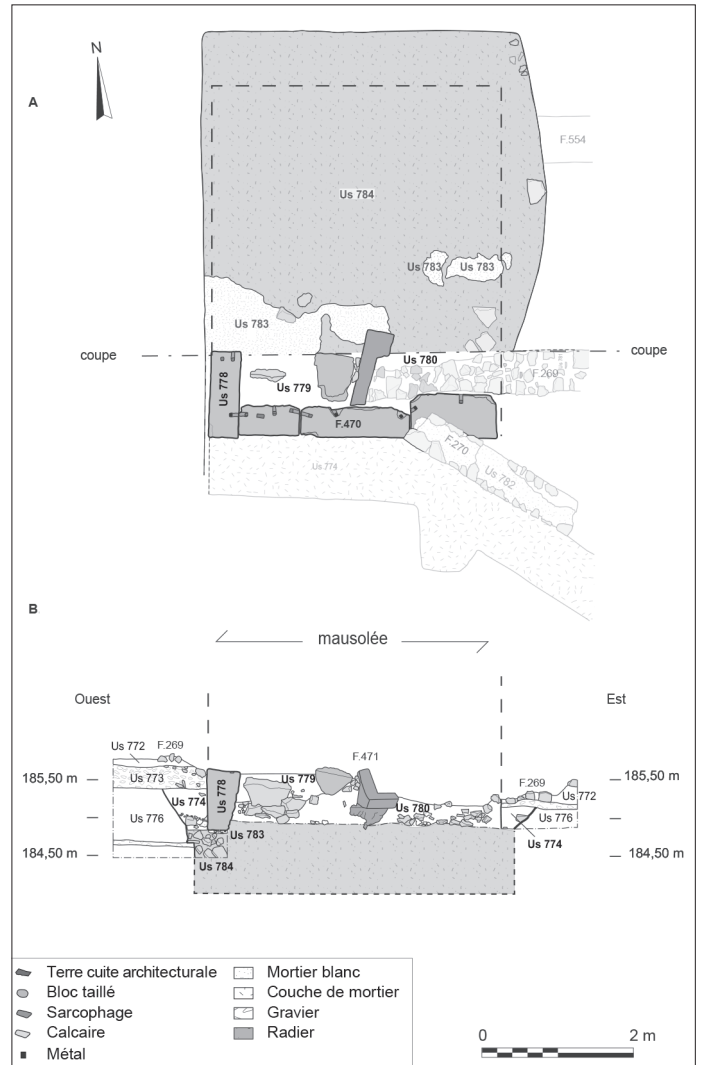 N
A
F.554
Us 784
Us 783 Us 783
Us 783
coupe
Us 780
coupe
F.269
Us 778
Us 779
F.470
F.270
Us 782
Us 774
B
mausolée
Ouest
Est
F.471
Us 772 F.269
185,50 m
Us 773
Us 778
Us 779
F.269
Us 772
185,50 m
Us 774
Us 780
Us 776
Us 776
Us 783
Us 774
184,50 m
Us 784
184,50 m
Terre cuite architecturale
Bloc taillé
Sarcophage
Calcaire
Métal
Mortier blanc
Couche de mortier
Gravier
Radier
0 2 m